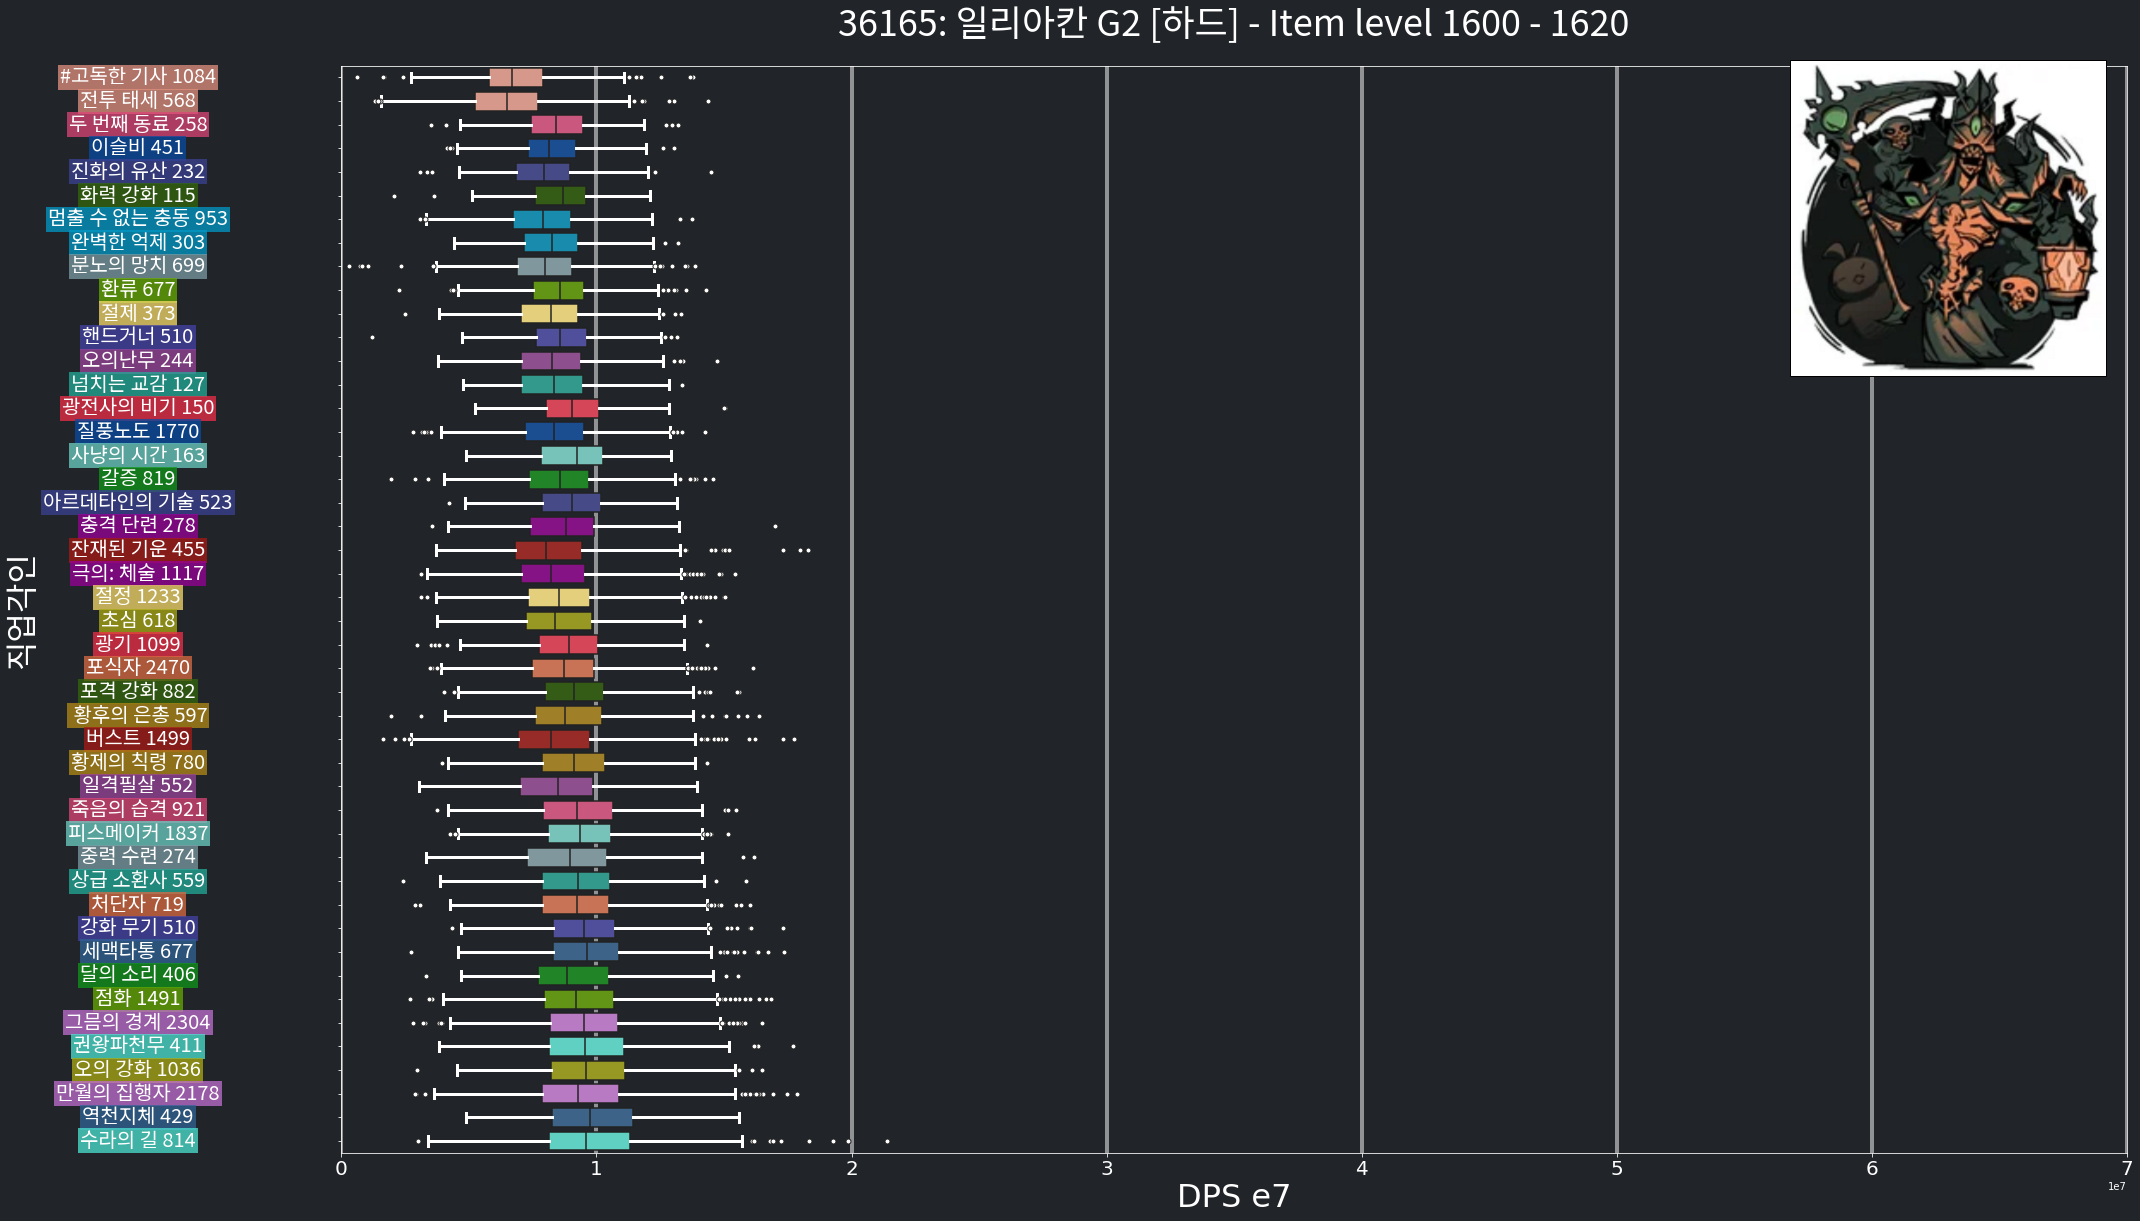 36165: 일리아칸 G2 [하드] - Item level 1600 - 1620
직업각인
#고독한 기사 1084
전투 태세 568
두 번째 동료 258
이슬비 451
진화의 유산 232
화력 강화 115
멈출 수 없는 충동 953
완벽한 억제 303
분노의 망치 699
환류 677
절제 373
핸드거너 510
오의난무 244
넘치는 교감 127
광전사의 비기 150
질풍노도 1770
사냥의 시간 163
갈증 819
아르데타인의 기술 523
충격 단련 278
잔재된 기운 455
극의: 체술 1117
절정 1233
초심 618
광기 1099
포식자 2470
포격 강화 882
황후의 은총 597
버스트 1499
황제의 칙령 780
일격필살 552
죽음의 습격 921
피스메이커 1837
중력 수련 274
상급 소환사 559
처단자 719
강화 무기 510
세맥타통 677
달의 소리 406
점화 1491
그믐의 경계 2304
권왕파천무 411
오의 강화 1036
만월의 집행자 2178
역천지체 429
수라의 길 814
0 1 2 3 4 5 6 7
DPS e7
1e7